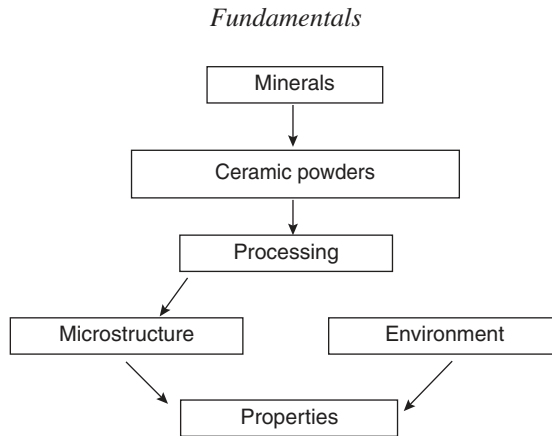 Fundamentals
Minerals
Ceramic powders
Processing
Microstructure
Environment
Properties